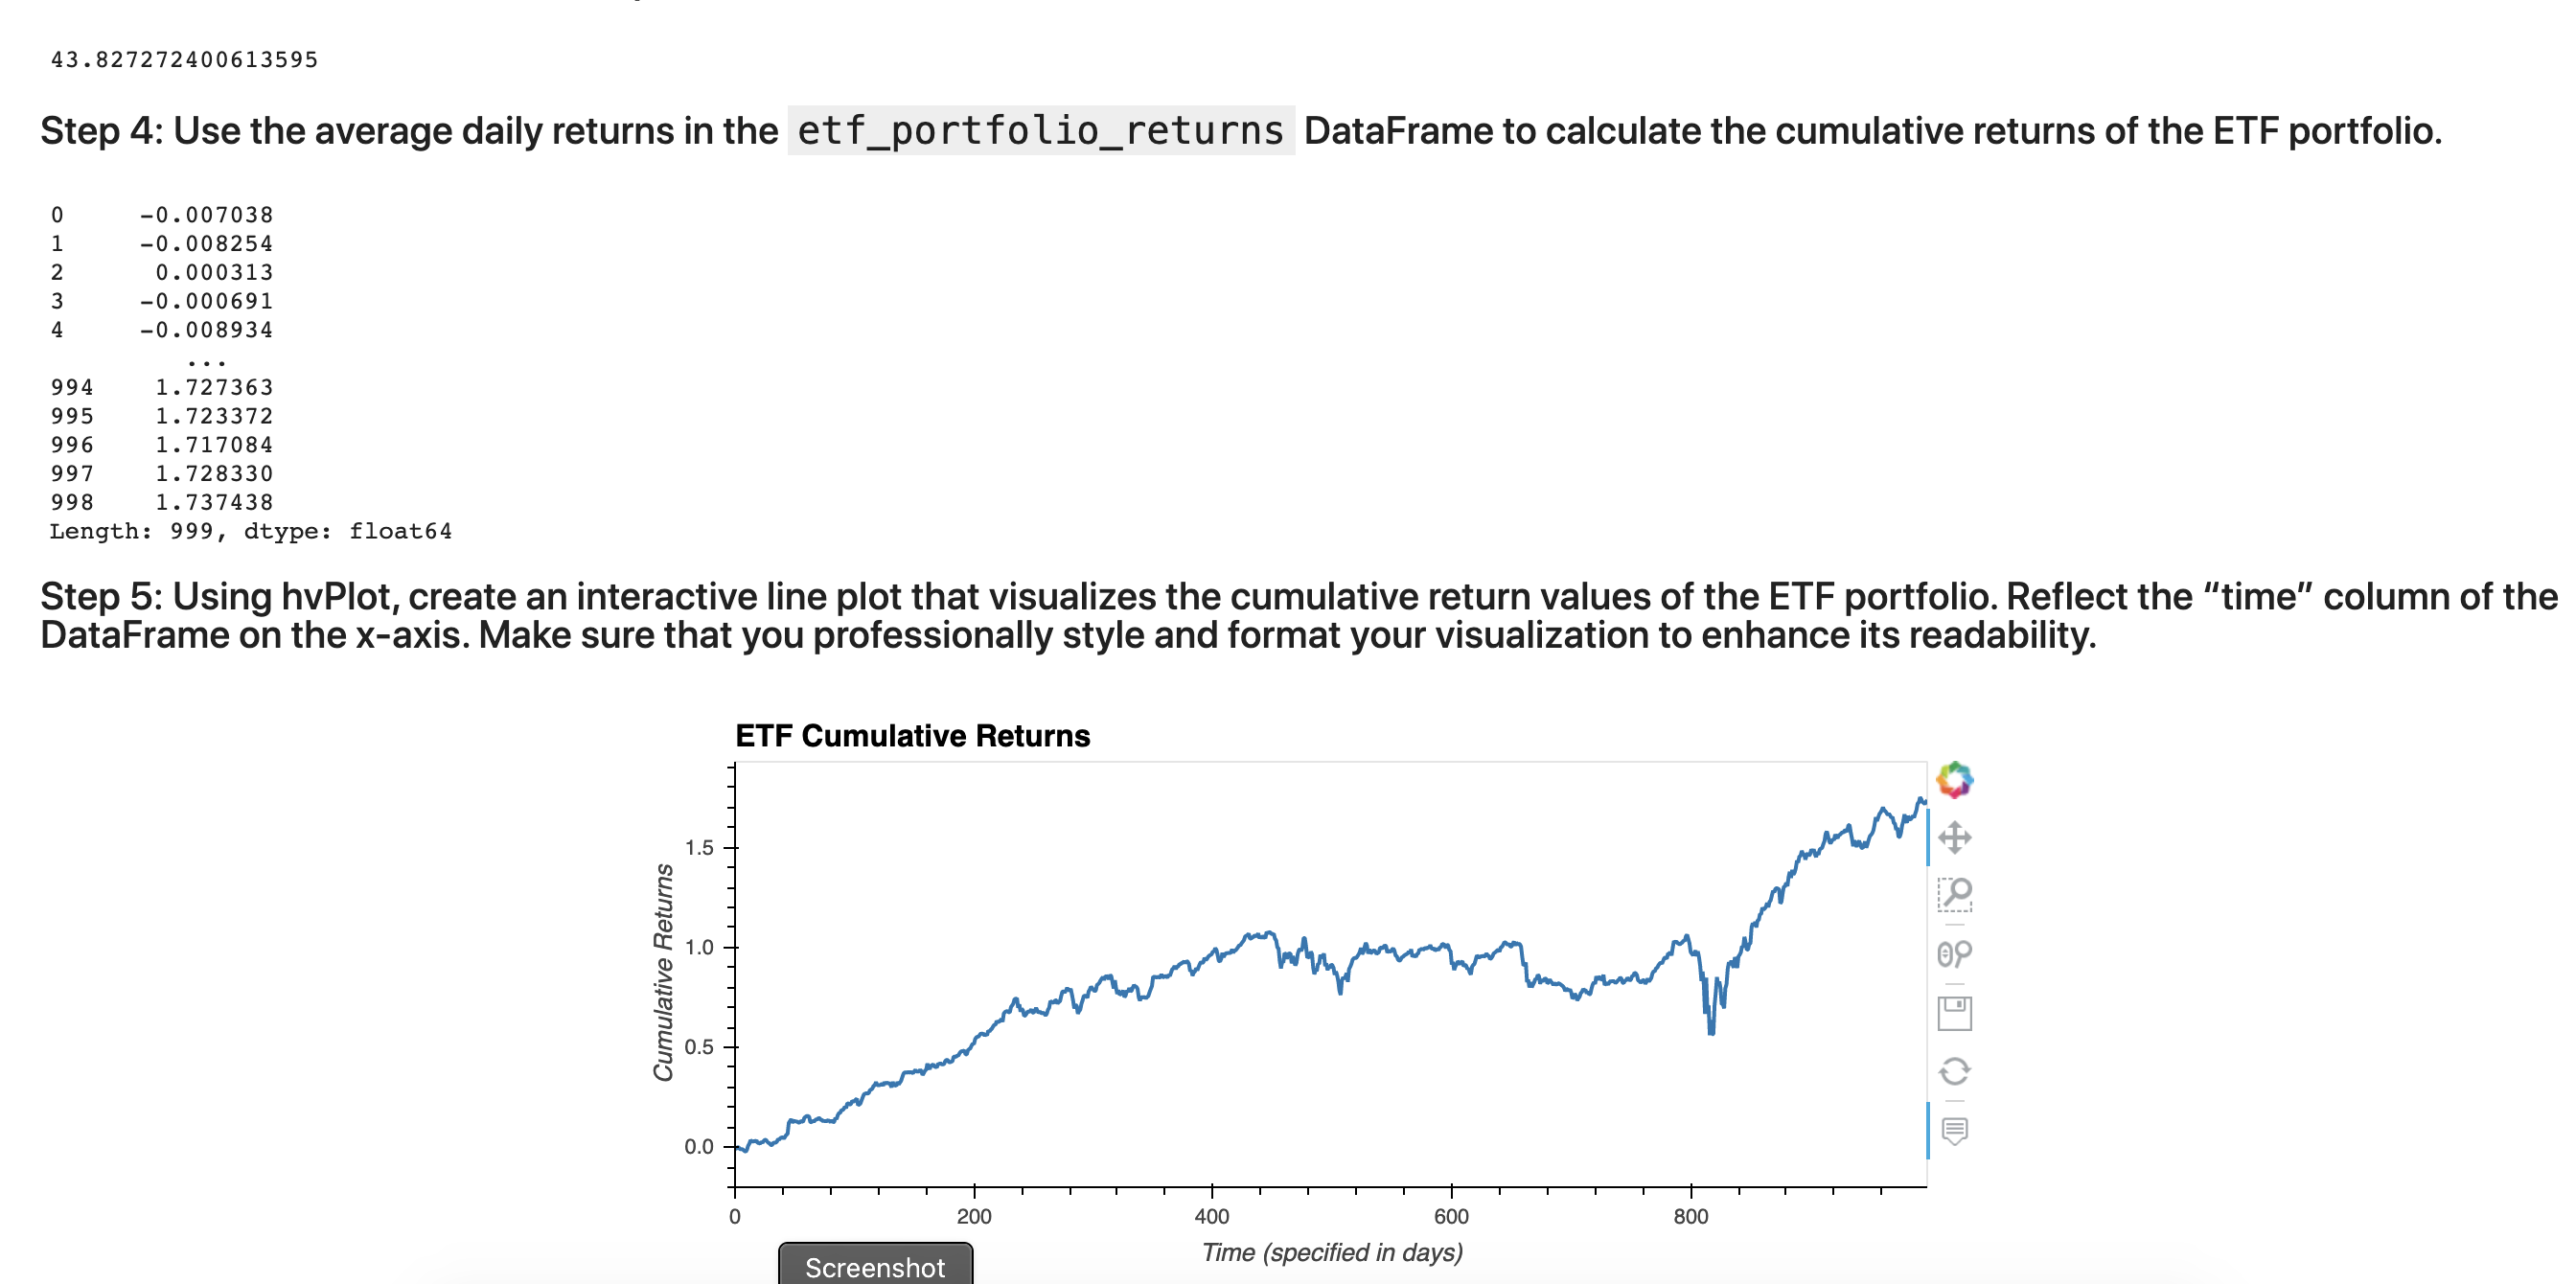 43.827272400613595
Step 4: Use the average daily returns in the etf_portfolio_returns DataFrame to calculate the cumulative returns of the ETF portfolio.
0 -0.007038
1 -0.008254
2 0.000313
3 -0.000691
4 -0.008934
...
994 1.727363
995 1.723372
996 1.717084
997 1.728330
998 1.737438
Length: 999, dtype: float64
Step 5: Using hvPlot, create an interactive line plot that visualizes the cumulative return values of the ETF portfolio. Reflect the “time” column of the
DataFrame on the x-axis. Make sure that you professionally style and format your visualization to enhance its readability.
ETF Cumulative Returns
Cumulative Returns
1.5
1.0
0.5
0.0
0 200 400 600 800
Time (specified in days)
Screenshot